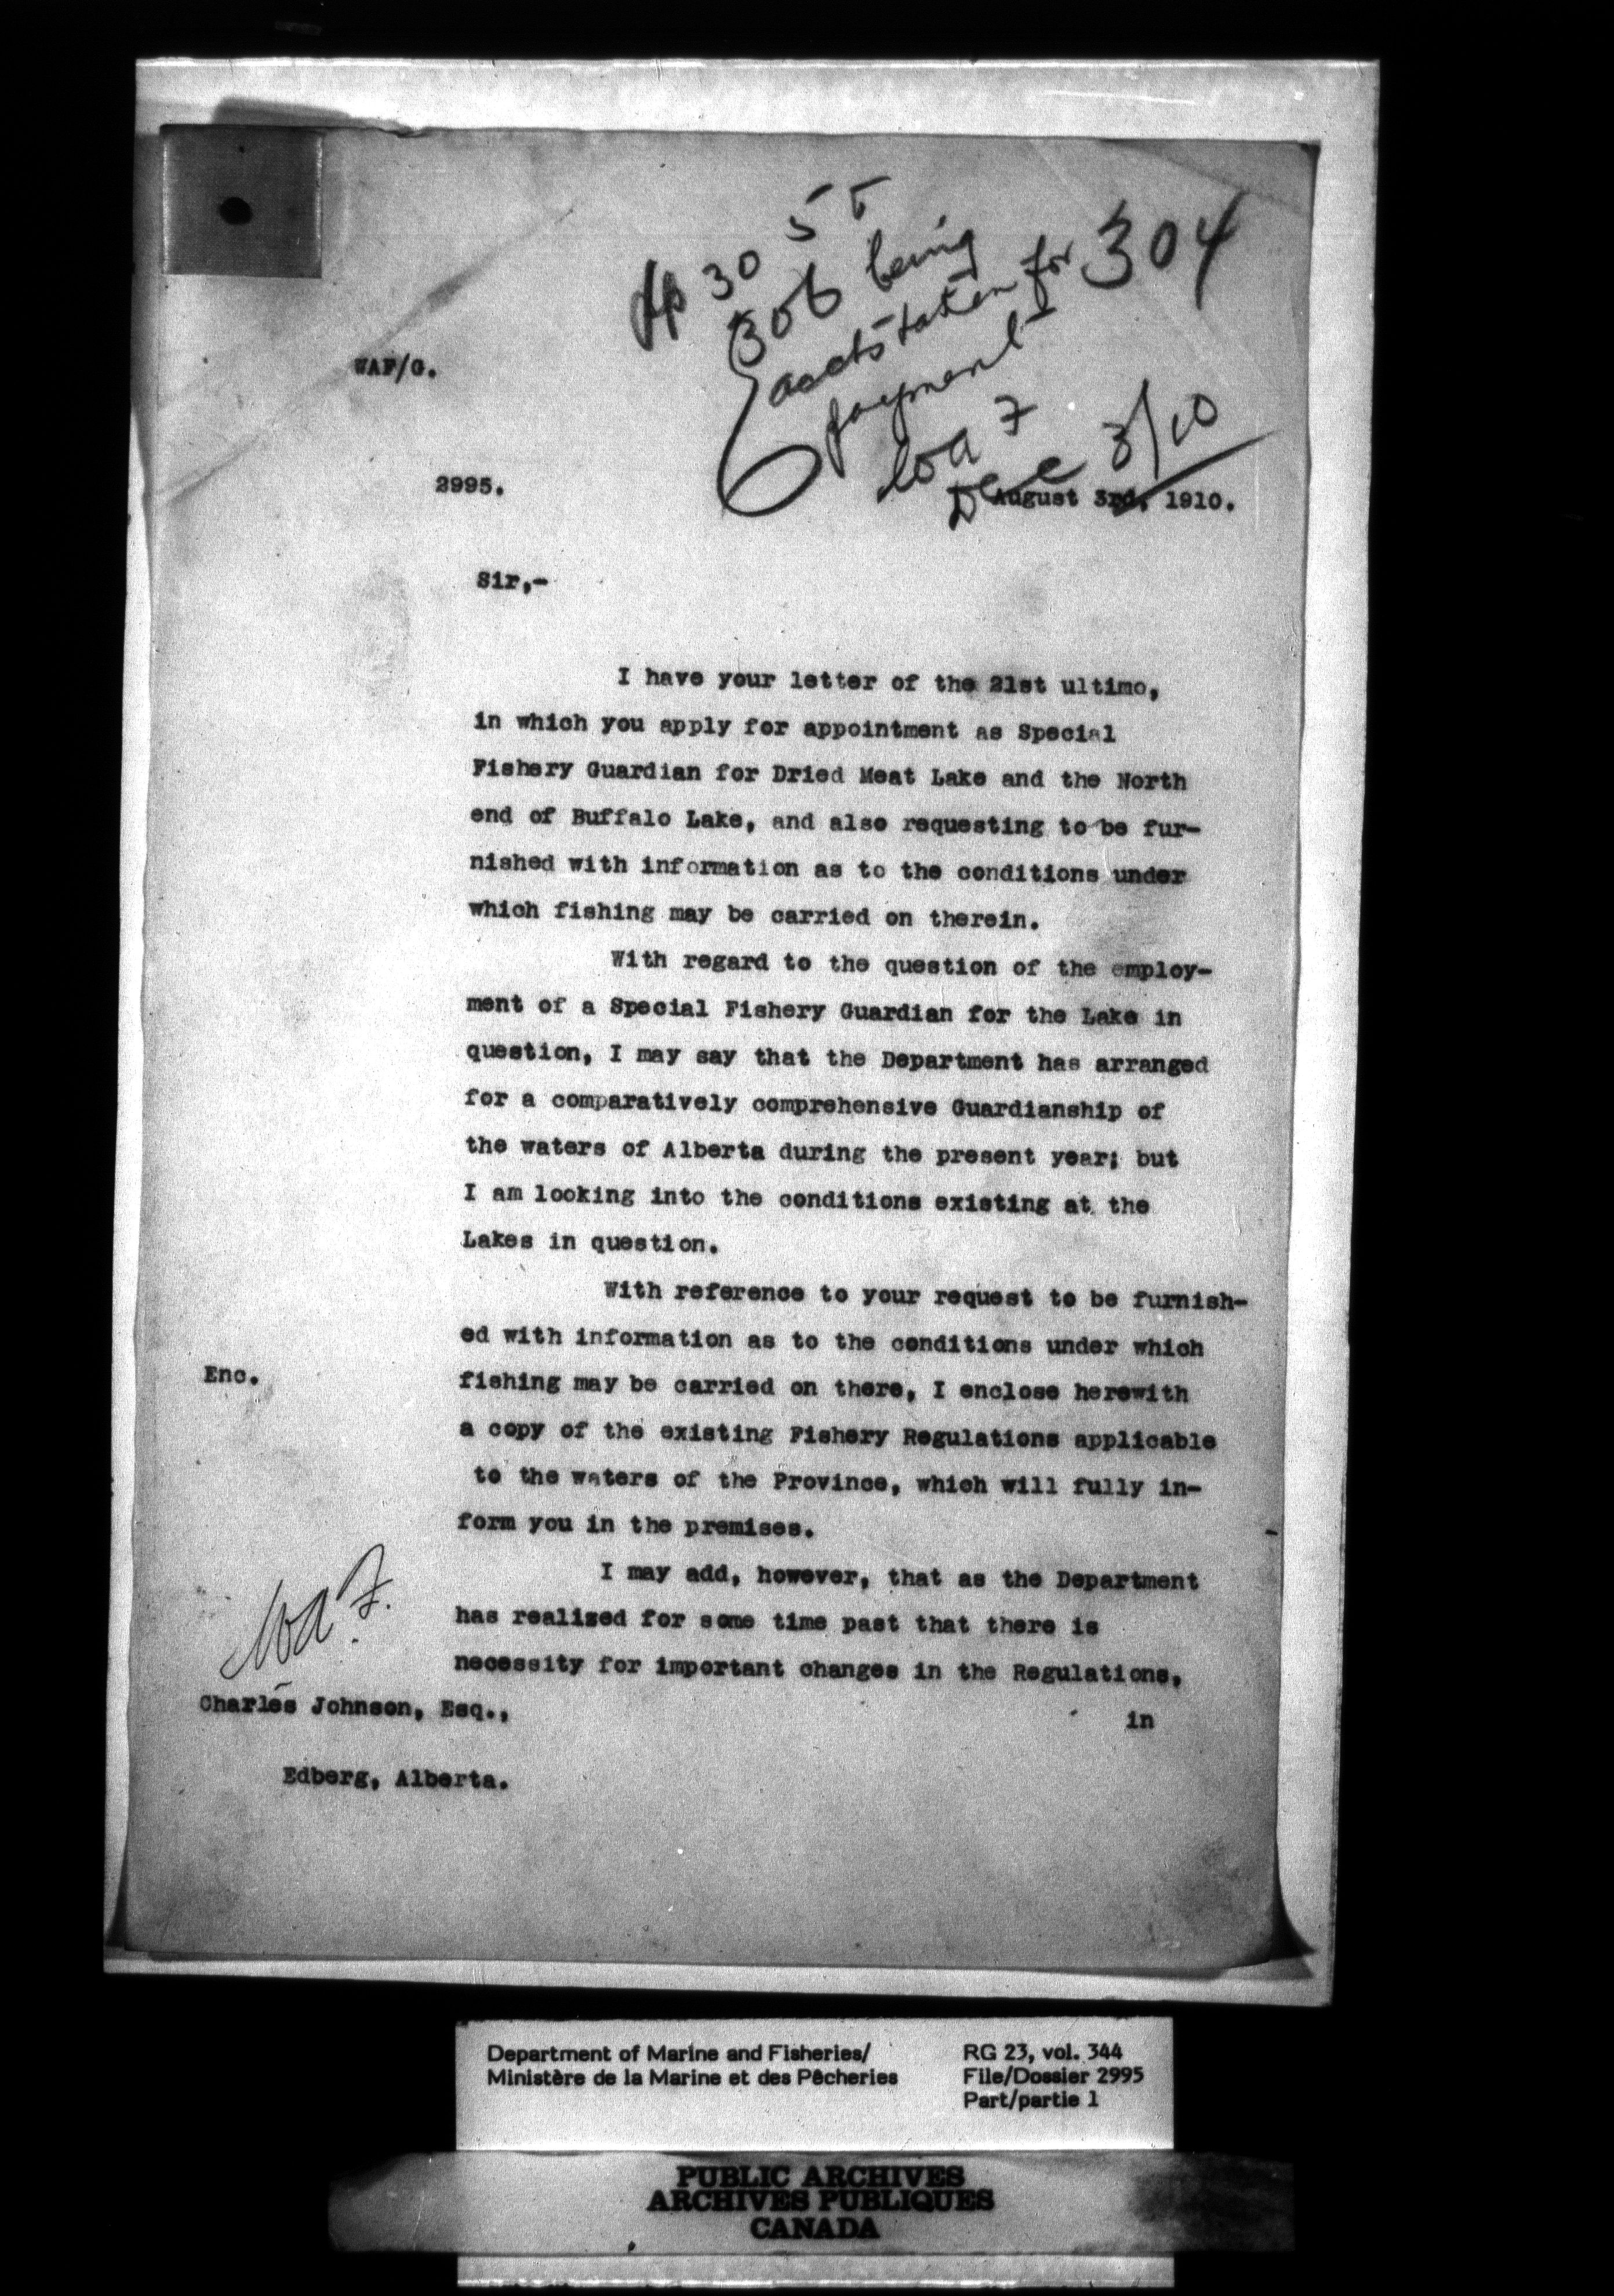 pp 30 5
306 being
accts taken for
payment
304
WAF
Dec 3/10
WAF/G.
2995.
August 3rd, 1910.
Sir,-
I have your letter of the 21st ultimo,
in which you apply for appointment as Special
Fishery Guardian for Dried Meat Lake and the North
end of Buffalo Lake, and also requesting to be fur-
nished with information as to the conditions under
which fishing may be carried on therein.
With regard to the question of the employ-
ment of a Special Fishery Guardian for the Lake in
question, I may say that the Department has arranged
for a comparatively comprehensive Guardianship of
the waters of Alberta during the present year; but
I am looking into the conditions existing at the
Lakes in question.
With reference to your request to be furnish-
ed with information as to the conditions under which
Enc.
fishing may be carried on there, I enclose herewith
a copy of the existing Fishery Regulations applicable
to the waters of the Province, which will fully in-
form you in the premises.
I may add, however, that as the Department
has realized for some time past that there is
necessity for important changes in the Regulations,
WAF.
Charles Johnson, Esq.,
in
Edberg, Alberta.
Department of Marine and Fisheries/
Ministère de la Marine et des Pêcheries
RG 23, vol. 344
File/Dossier 2995
Part/partie 1
PUBLIC ARCHIVES
ARCHIVES PUBLIQUES
CANADA